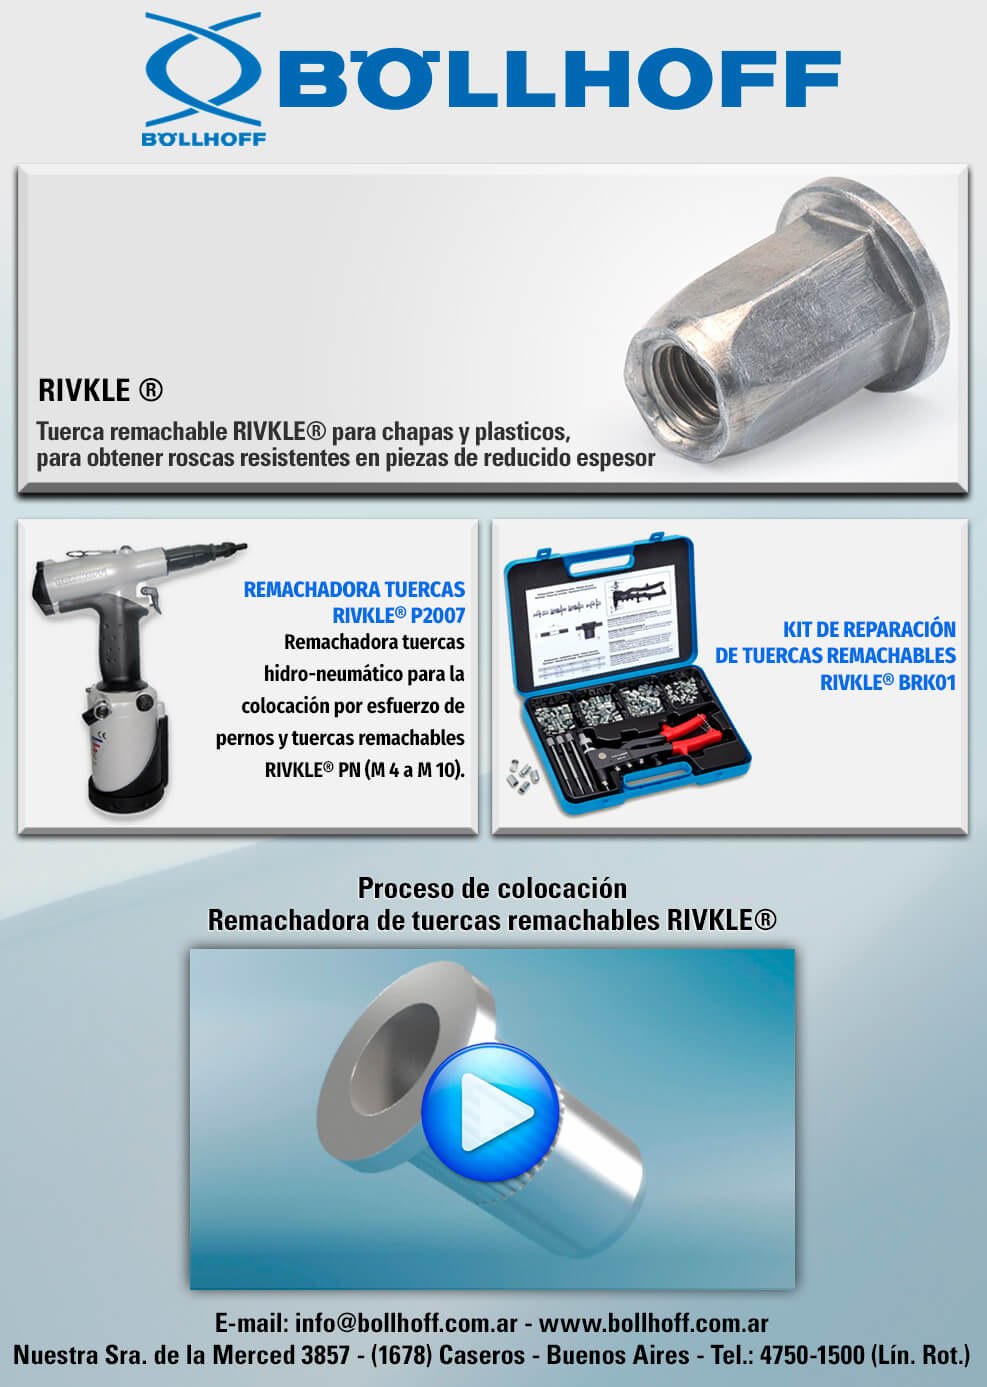 BÖLLHOFF
BÖLLHOFF
RIVKLE ®
Tuerca remachable RIVKLE® para chapas y plasticos,
para obtener roscas resistentes en piezas de reducido espesor
REMACHADORA TUERCAS
RIVKLE® P2007
Remachadora tuercas
hidro-neumático para la
colocación por esfuerzo de
pernos y tuercas remachables
RIVKLE® PN (M 4 a M 10).
KIT DE REPARACIÓN
DE TUERCAS REMACHABLES
RIVKLE® BRK01
Proceso de colocación
Remachadora de tuercas remachables RIVKLE®
E-mail: info@bollhoff.com.ar - www.bollhoff.com.ar
Nuestra Sra. de la Merced 3857 - (1678) Caseros - Buenos Aires - Tel.: 4750-1500 (Lín. Rot.)